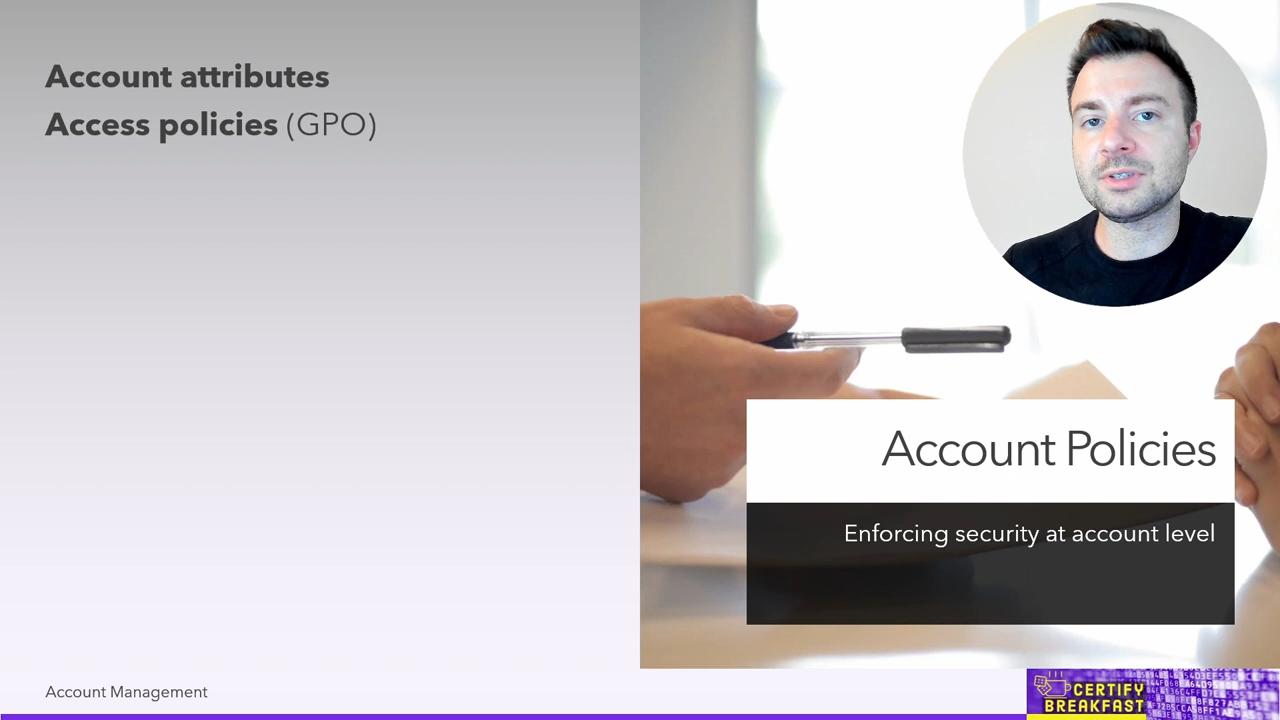 Account attributes
Access policies (GPO)
Account Policies
Enforcing security at account level
Account Management
CERTIFY
BREAKFAST